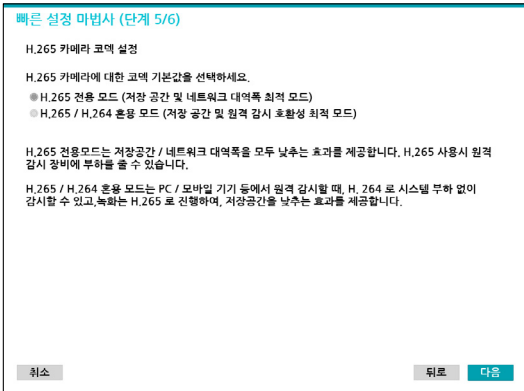 빠른 설정 마법사 (단계 5/6)
H.265 카메라 코덱 설정
H.265 카메라에 대한 코덱 기본값을 선택하세요.
H.265 전용 모드 (저장 공간 및 네트워크 대역폭 최적 모드)
H.265 / H.264 혼용 모드 (저장 공간 및 원격 감시 호환성 최적 모드)
H.265 전용모드는 저장공간 / 네트워크 대역폭을 모두 낮추는 효과를 제공합니다. H.265 사용시 원격
감시 장비에 부하를 줄 수 있습니다.
H.265 / H.264 혼용 모드는 PC / 모바일 기기 등에서 원격 감시할 때, H. 264 로 시스템 부하 없이
감시할 수 있고,녹화는 H.265 로 진행하여, 저장공간을 낮추는 효과를 제공합니다.
취소
뒤로
다음